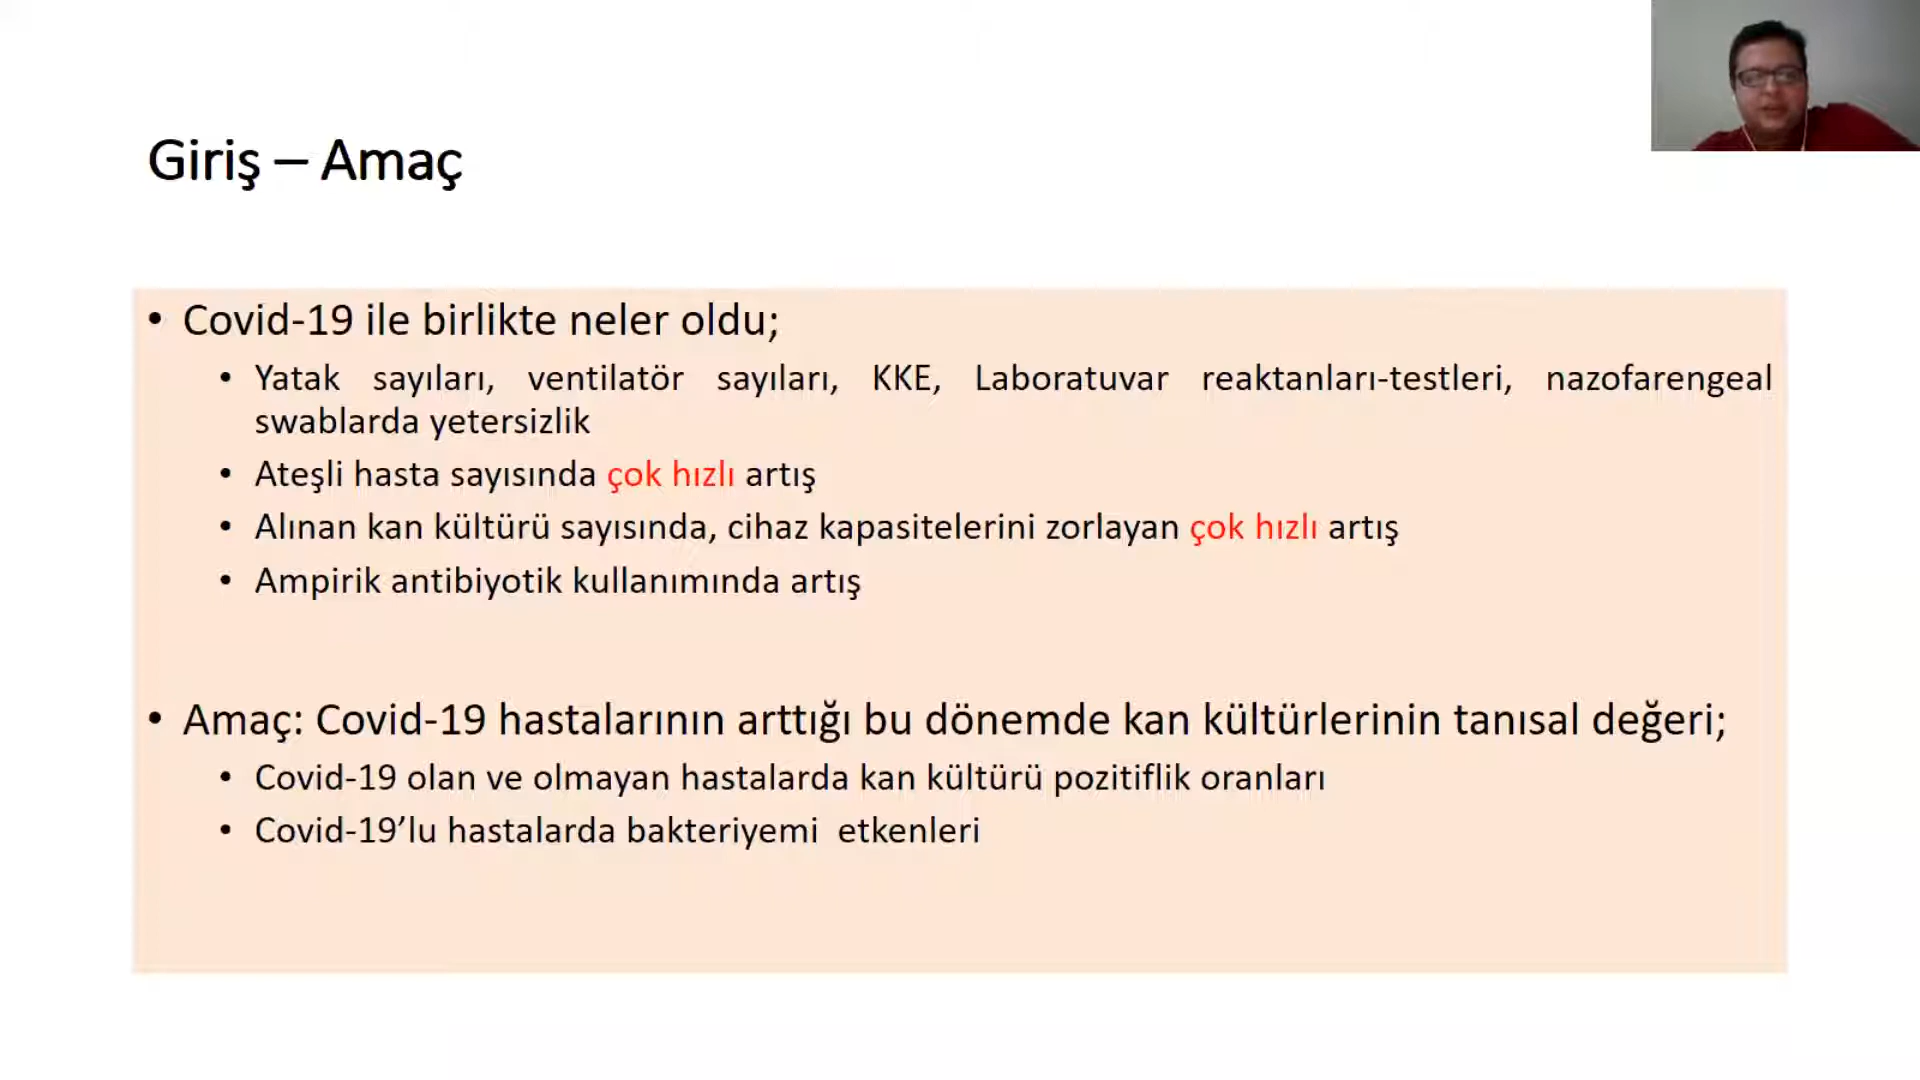 Giriş – Amaç
• Covid-19 ile birlikte neler oldu;
• Yatak sayıları, ventilatör sayıları, KKE, Laboratuvar reaktanları-testleri, nazofarengeal
swablarda yetersizlik
• Ateşli hasta sayısında çok hızlı artış
• Alınan kan kültürü sayısında, cihaz kapasitelerini zorlayan çok hızlı artış
• Ampirik antibiyotik kullanımında artış
• Amaç: Covid-19 hastalarının arttığı bu dönemde kan kültürlerinin tanısal değeri;
• Covid-19 olan ve olmayan hastalarda kan kültürü pozitiflik oranları
• Covid-19’lu hastalarda bakteriyemi etkenleri